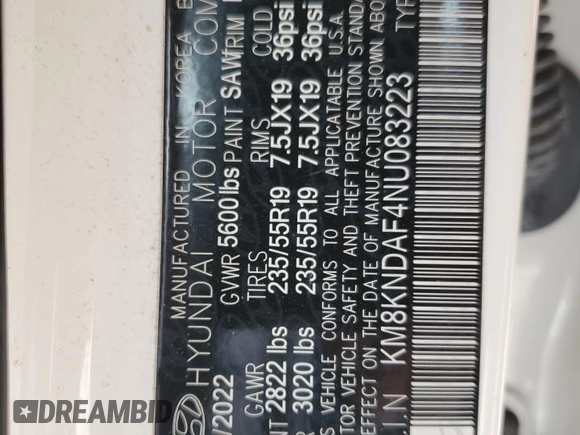 MANUFACTURED IN KOREA B
HYUNDAI MOTOR COM
/2022 GVWR 5600 lbs PAINT SAW TRIM
GAWR TIRES RIMS COLD
NT 2822 lbs 235/55R19 7.5JX19 36psi
R 3020 lbs 235/55R19 7.5JX19 36psi
S VEHICLE CONFORMS TO ALL APPLICABLE U.S.A.
TOR VEHICLE SAFETY AND THEFT PREVENTION STANDA
EFFECT ON THE DATE OF MANUFACTURE SHOWN ABO
I.N KM8KNDAF4NU083223 TYP
DREAMBID